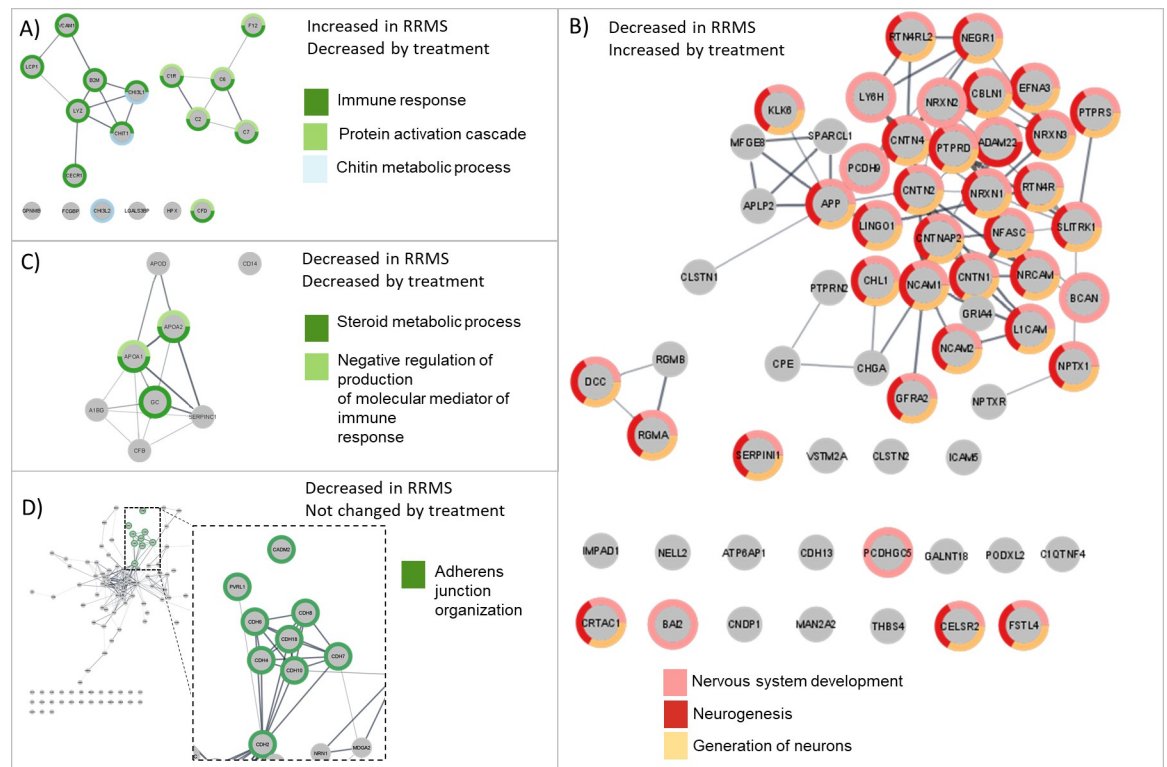 A)
Increased in RRMS
Decreased by treatment
VCAM1
F12
LCP1
B2M
CHI3L1
C1R
C6
LYZ
CHIT1
C2
C7
CECR1
Immune response
Protein activation cascade
Chitin metabolic process
GPNMB
FCGBP
CHI3L2
LGALS3BP
HPX
CFD
C)
Decreased in RRMS
Decreased by treatment
APOD
CD14
APOA2
APOA1
GC
A1BG
SERPINC1
CFB
Steroid metabolic process
Negative regulation of
production
of molecular mediator of
immune
response
D)
Decreased in RRMS
Not changed by treatment
CADM2
PVRL1
CDH6
CDH8
CDH4
CDH10
CDH7
CDH2
NRN1
MDGA2
Adherens
junction
organization
B)
Decreased in RRMS
Increased by treatment
RTN4RL2
NEGR1
KLK6
LY6H
NRXN2
CBLN1
EFNA3
PTPRS
MFGE8
SPARCL1
CNTN4
PTPRD
ADAM22
NRXN3
PCDH9
APLP2
APP
CNTN2
NRXN1
RTN4R
LINGO1
CNTNAP2
NFASC
SLITRK1
CLSTN1
PTPRN2
CHL1
NCAM1
CNTN1
NRCAM
BCAN
GRIA4
L1CAM
NCAM2
RGMB
CPE
CHGA
NPTX1
DCC
GFRA2
NPTXR
RGMA
SERPINI1
VSTM2A
CLSTN2
ICAM5
IMPAD1
NELL2
ATP6AP1
CDH13
PCDHGC5
GALNT18
PODXL2
C1QTNF4
CRTAC1
BAI2
CNDP1
MAN2A2
THBS4
CELSR2
FSTL4
Nervous system development
Neurogenesis
Generation of neurons